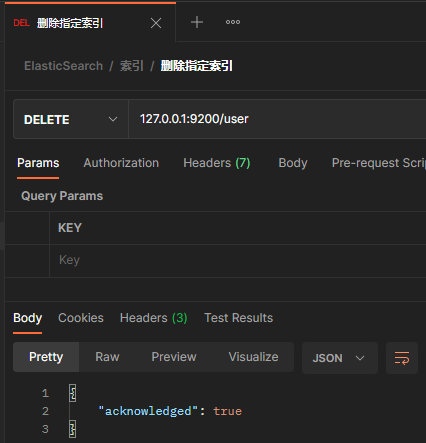 DEL 删除指定索引
ElasticSearch / 索引 / 删除指定索引
DELETE 127.0.0.1:9200/user
Params Authorization Headers (7) Body Pre-request Scri
Query Params
KEY
Key
Body Cookies Headers (3) Test Results
Pretty Raw Preview Visualize JSON
1 {
2 "acknowledged": true
3 }